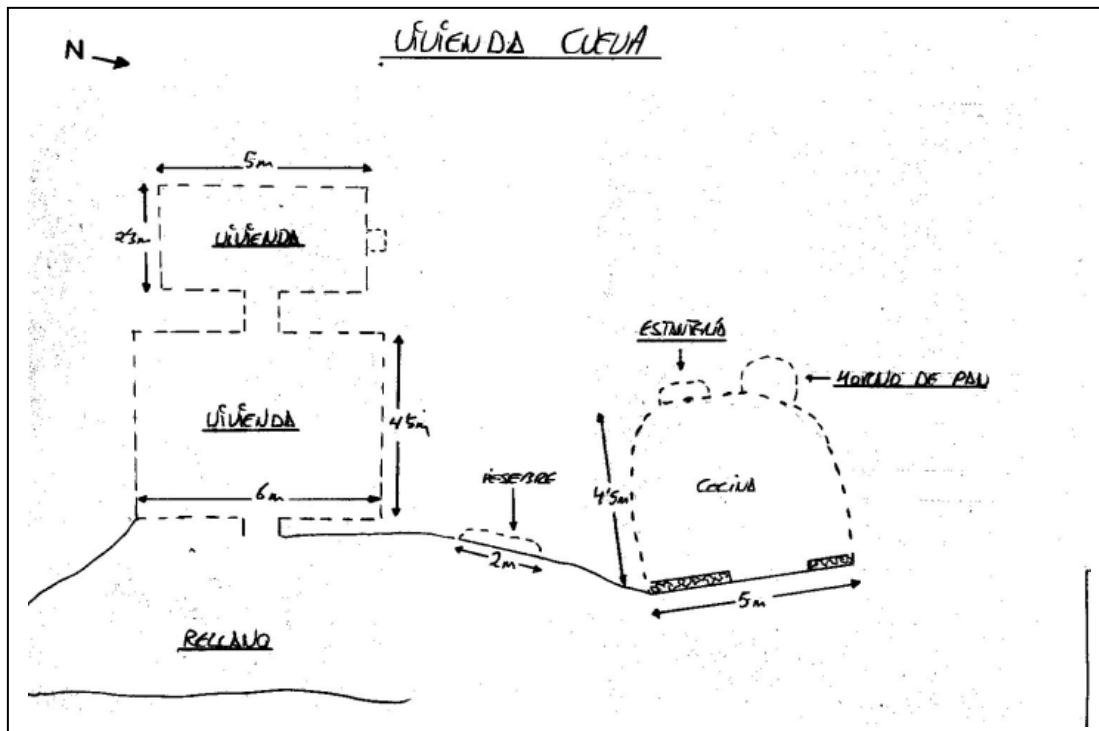 VIVIENDA CUEVA
N
5m
2'3m
VIVIENDA
ESTANTERÍA
HORNO DE PAN
VIVIENDA
4'5m
PESEBRE
4'5m
COCINA
6m
2m
5m
RELLANO